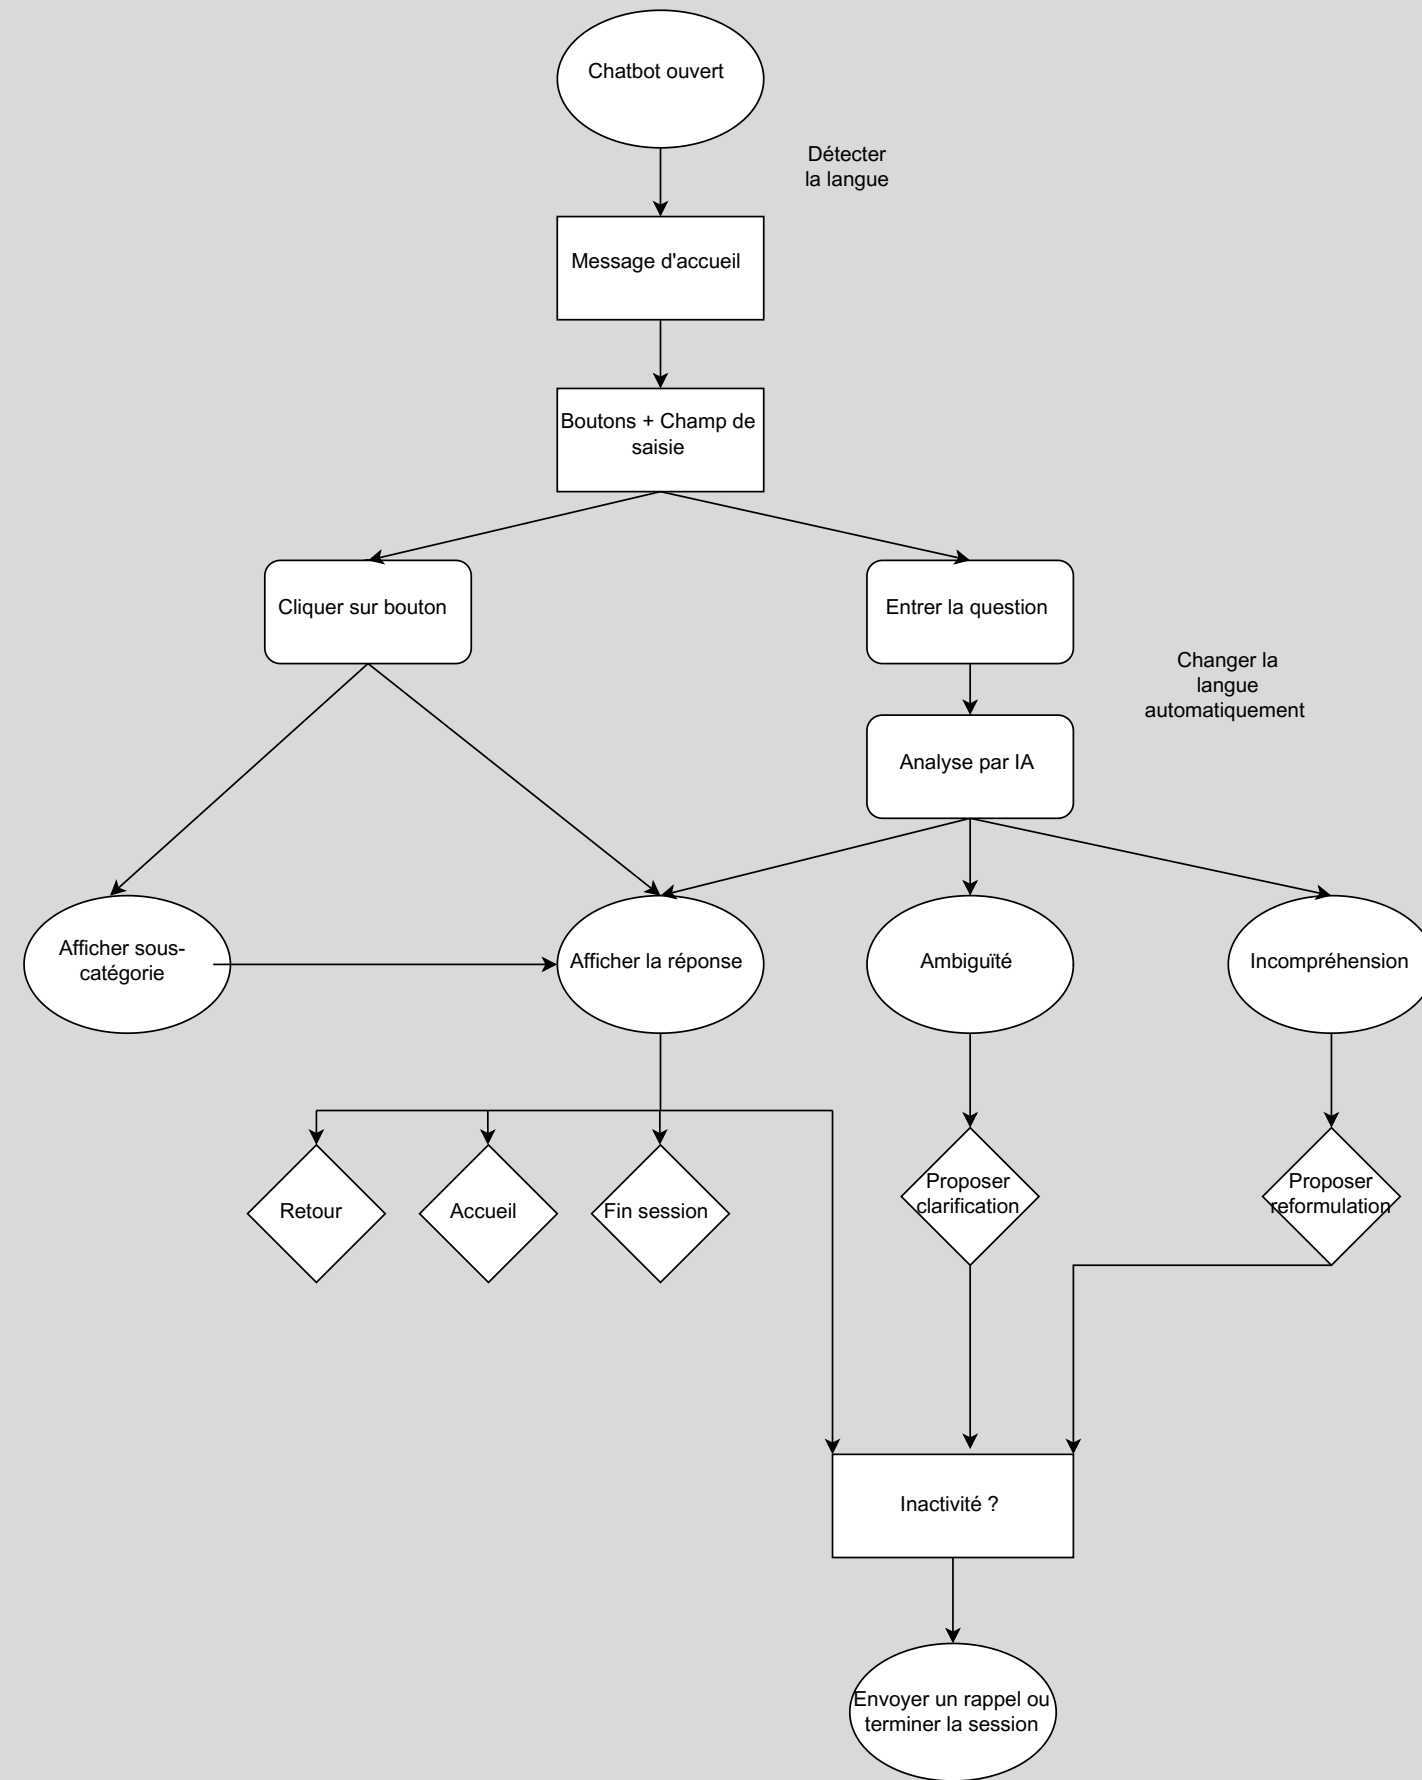 Chatbot ouvert
Détecter
la langue
Message d'accueil
Boutons + Champ de
saisie
Cliquer sur bouton
Entrer la question
Changer la
langue
automatiquement
Analyse par IA
Afficher sous-
catégorie
Afficher la réponse
Ambiguïté
Incompréhension
Retour
Accueil
Fin session
Proposer
clarification
Proposer
reformulation
Inactivité ?
Envoyer un rappel ou
terminer la session